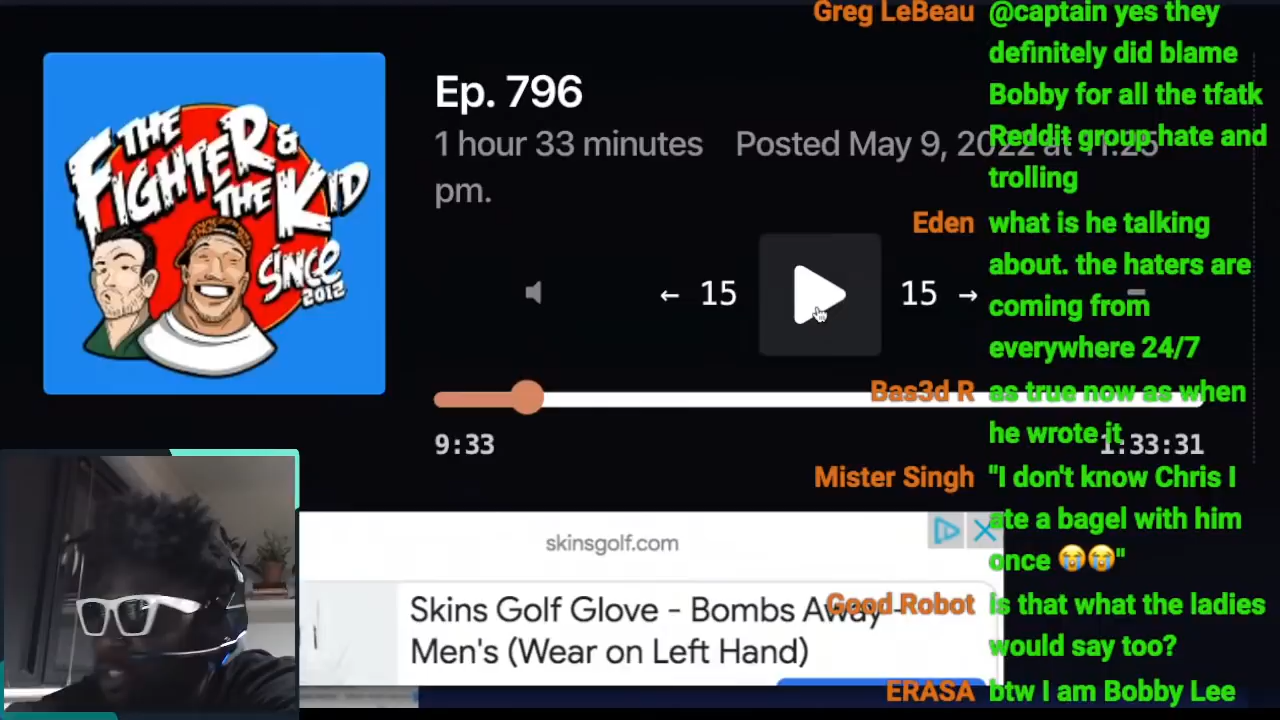 THE
FIGHTER &
THE KID
SINCE
2012
Ep. 796
1 hour 33 minutes Posted May 9, 2022 at 11:25
pm.
← 15
15 →
9:33
1:33:31
skinsgolf.com
Skins Golf Glove - Bombs Away -
Men's (Wear on Left Hand)
Greg LeBeau @captain yes they
definitely did blame
Bobby for all the tfatk
Reddit group hate and
trolling
Eden what is he talking
about. the haters are
coming from
everywhere 24/7
Bas3d R as true now as when
he wrote it
Mister Singh "I don't know Chris I
ate a bagel with him
once 😭😭"
Good Robot Is that what the ladies
would say too?
ERASA btw I am Bobby Lee